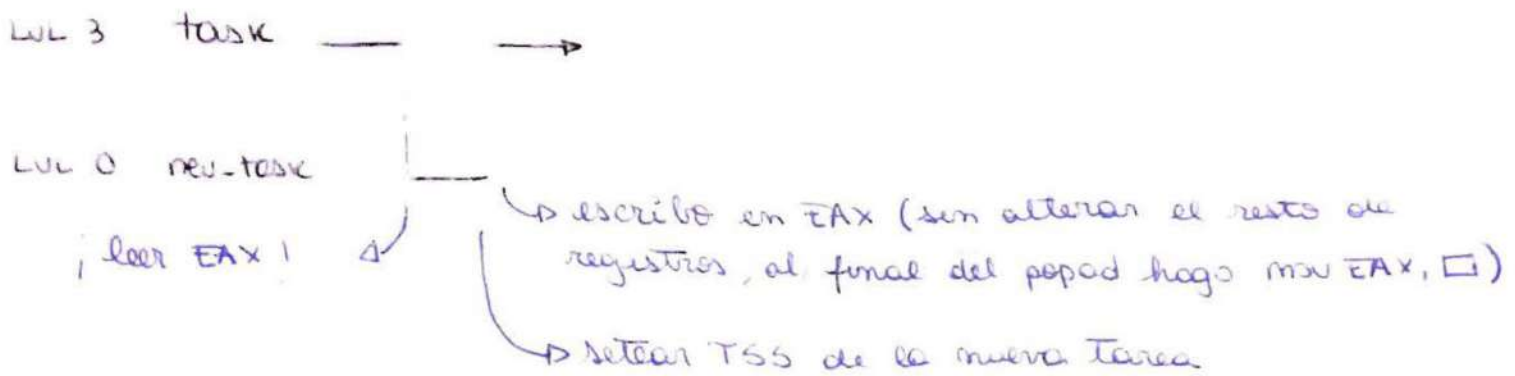 LVL 3 task
LVL 0 new-task
escribo en EAX (sin alterar el resto de
¡leer EAX! registros, al final del popad hago mov EAX, □)
setear TSS de la nueva tarea